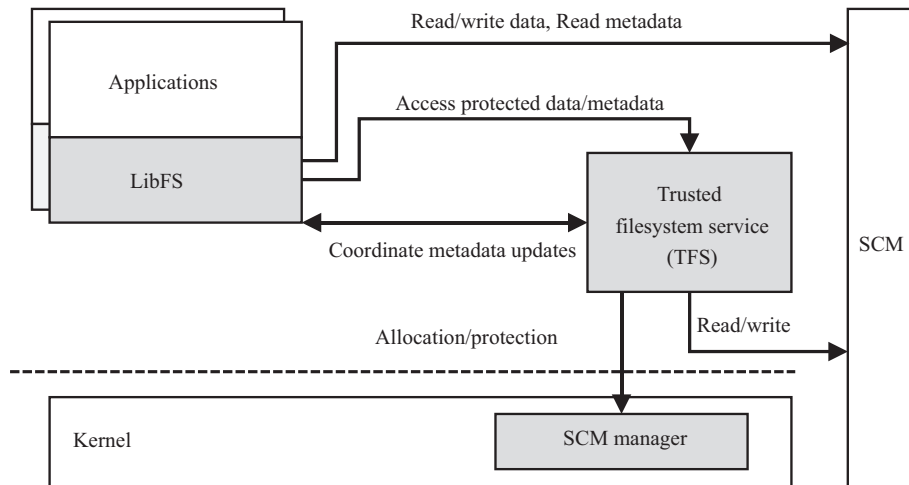 Read/write data, Read metadata
Applications
Access protected data/metadata
LibFS
Trusted
filesystem service
(TFS)
SCM
Coordinate metadata updates
Read/write
Allocation/protection
Kernel
SCM manager